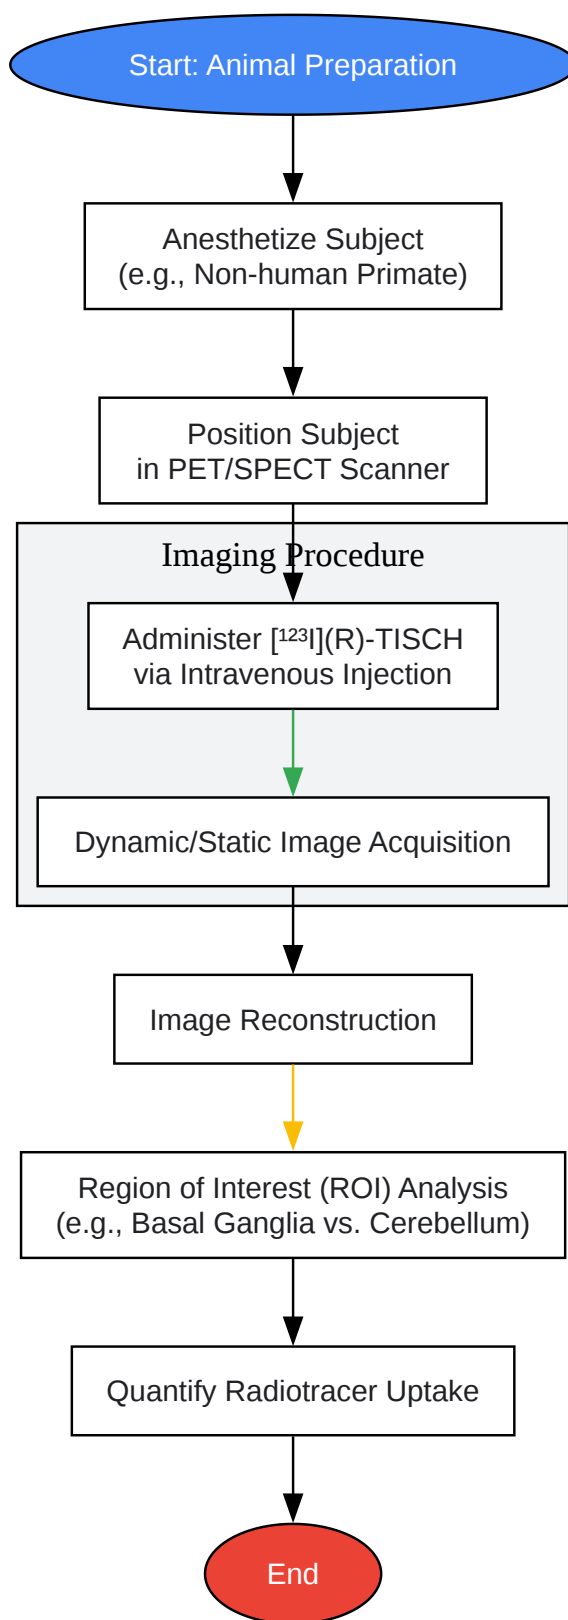 Start: Animal Preparation
Anesthetize Subject
(e.g., Non-human Primate)
Position Subject
in PET/SPECT Scanner
Imaging Procedure
Administer [¹²³I](R)-TISCH
via Intravenous Injection
Dynamic/Static Image Acquisition
Image Reconstruction
Region of Interest (ROI) Analysis
(e.g., Basal Ganglia vs. Cerebellum)
Quantify Radiotracer Uptake
End